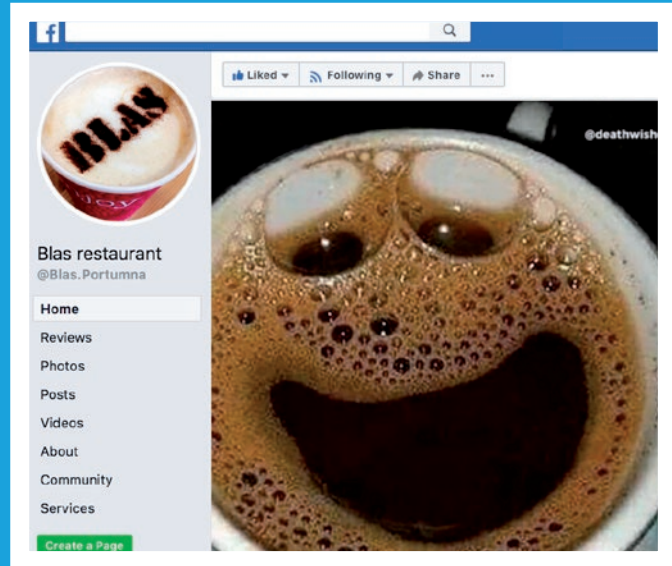 f
Liked
Following
Share
...
@deathwish
BLAS
JOY
Blas restaurant
@Blas.Portumna
Home
Reviews
Photos
Posts
Videos
About
Community
Services
Create a Page